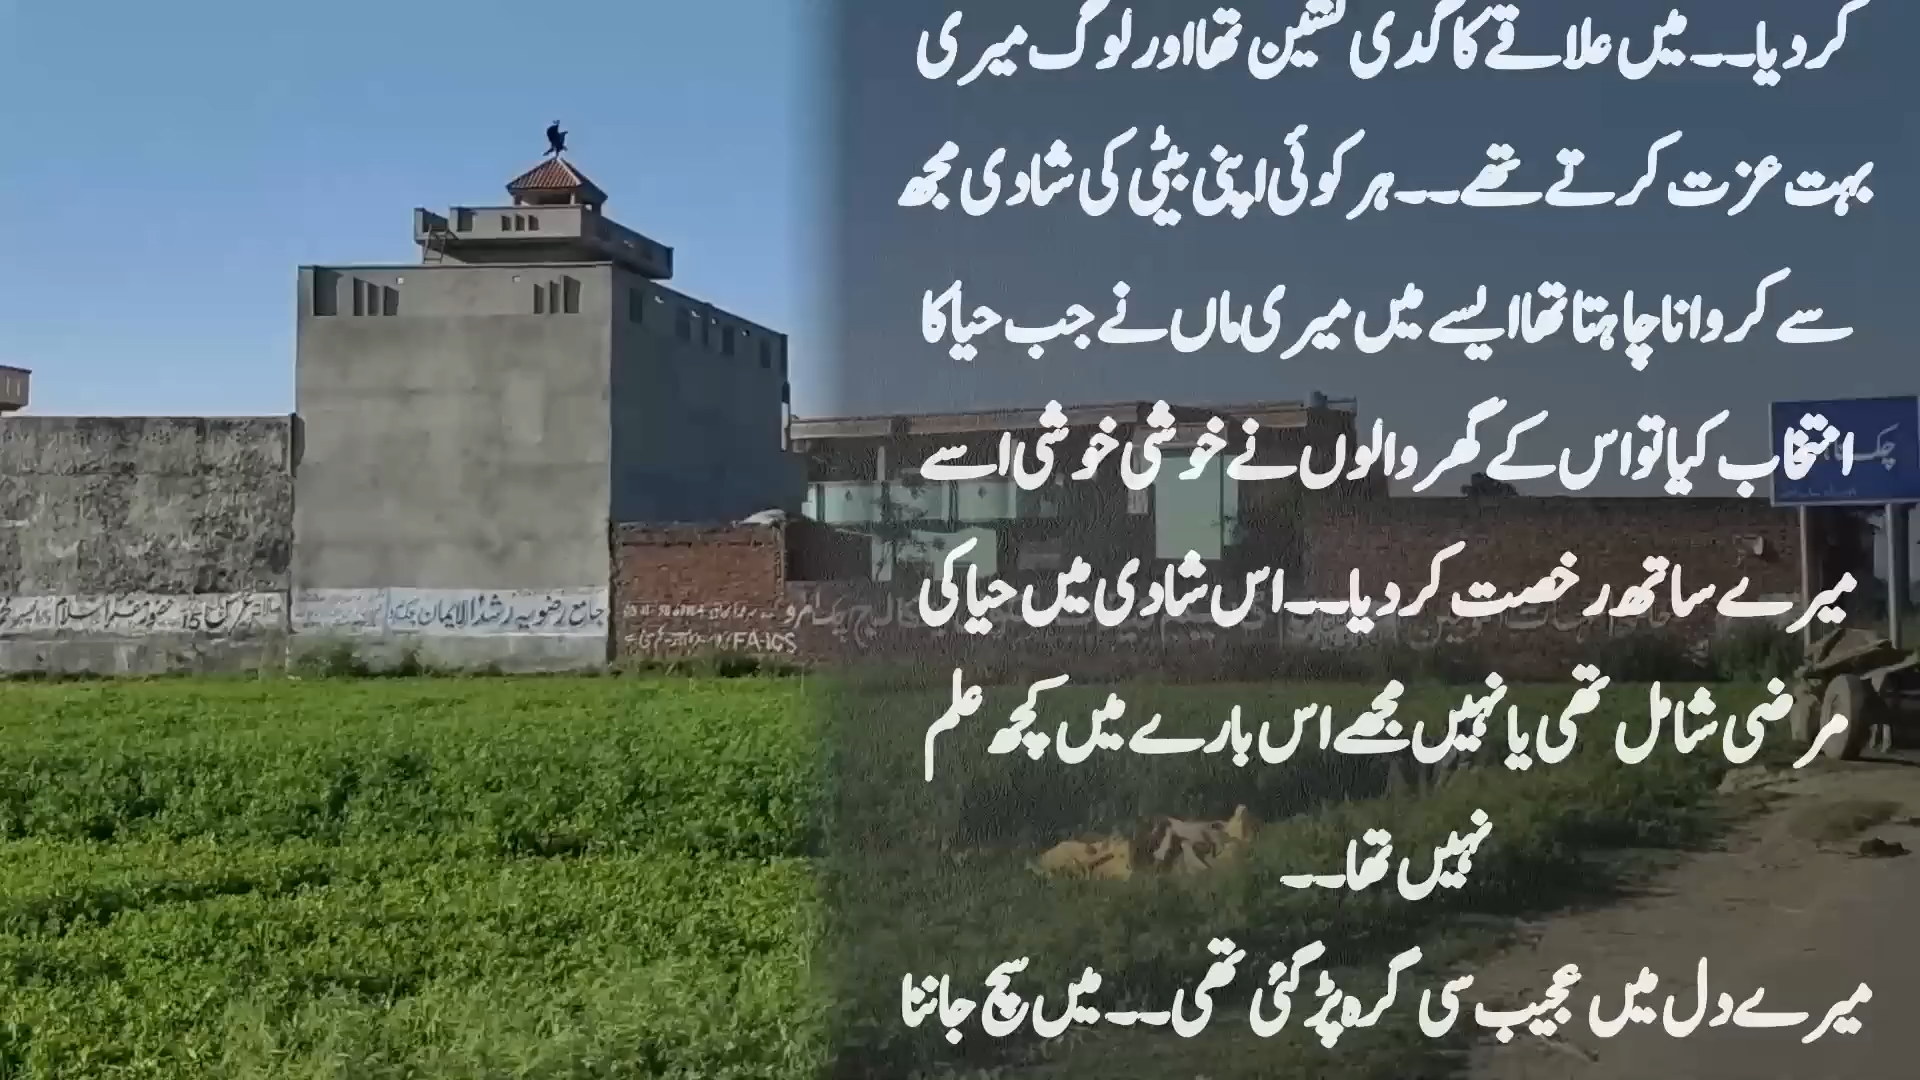 کردیا۔۔ میں علاقے کا گدی نشین تھا اور لوگ میری
بہت عزت کرتے تھے۔۔ ہر کوئی اپنی بیٹی کی شادی مجھ
سے کروانا چاہتا تھا ایسے میں میری ماں نے جب حیا کا
انتخاب کیا تو اس کے گھر والوں نے خوشی خوشی اسے
میرے ساتھ رخصت کر دیا۔۔ اس شادی میں حیا کی
مرضی شامل تھی یا نہیں مجھے اس بارے میں کچھ علم
نہیں تھا۔۔
میرے دل میں عجیب سی گرہ پڑ گئی تھی۔۔ میں سچ جاننا
چک
جامع رضویہ رشد الایمان
FA-ICS